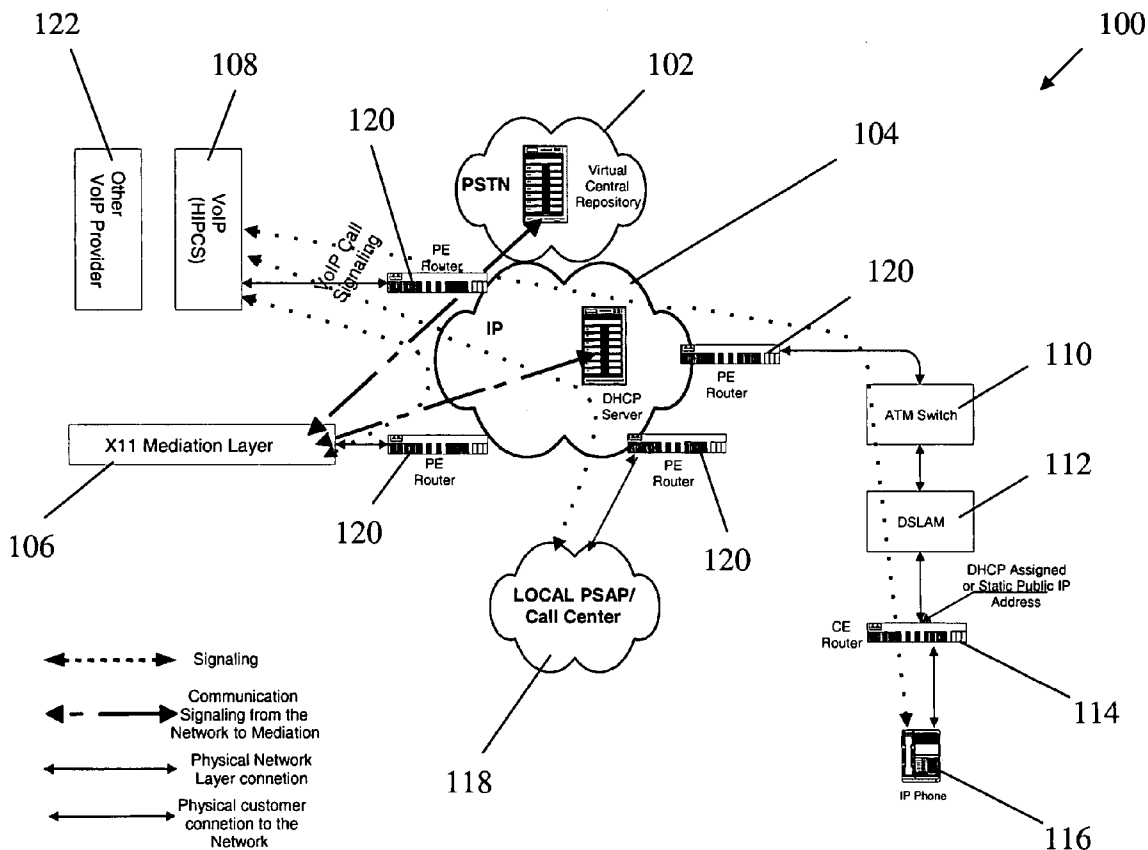 122
108
102
100
120
104
Other
VoIP Provider
VoIP
(HIPCS)
VoIP Call
Signaling
PSTN
Virtual
Central
Repository
PE
Router
IP
DHCP
Server
120
PE
Router
110
ATM Switch
X11 Mediation Layer
PE
Router
PE
Router
112
DSLAM
106
120
120
DHCP Assigned
or Static Public IP
Address
LOCAL PSAP/
Call Center
CE
Router
114
118
IP Phone
116
Signaling
Communication
Signaling from the
Network to Mediation
Physical Network
Layer connetion
Physical customer
connetion to the
Network